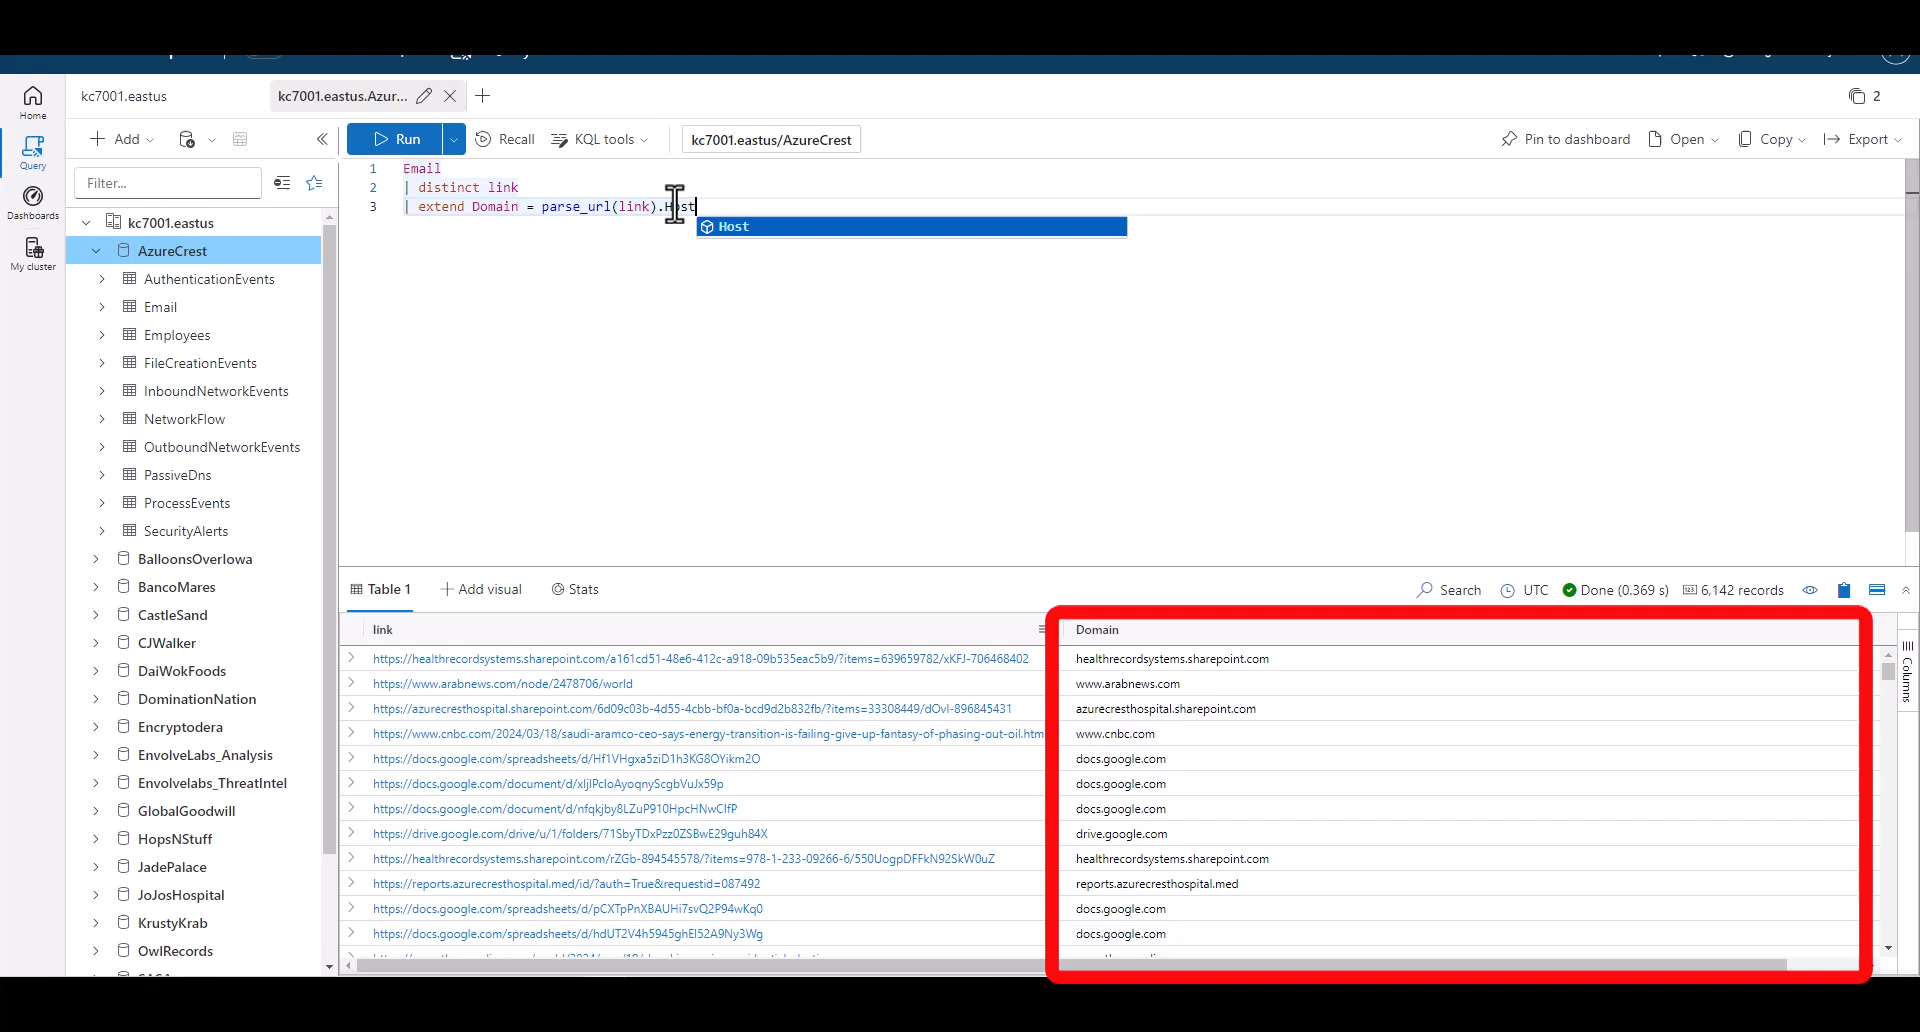 kc7001.eastus
kc7001.eastus.Azur...
2
Home
Add
Run
Recall
KQL tools
kc7001.eastus/AzureCrest
Pin to dashboard
Open
Copy
Export
Query
Filter...
Dashboards
My cluster
1 Email
2 | distinct link
3 | extend Domain = parse_url(link).Host
Host
kc7001.eastus
AzureCrest
AuthenticationEvents
Email
Employees
FileCreationEvents
InboundNetworkEvents
NetworkFlow
OutboundNetworkEvents
PassiveDns
ProcessEvents
SecurityAlerts
BalloonsOverIowa
BancoMares
CastleSand
CJWalker
DaiWokFoods
DominationNation
Encryptodera
EnvolveLabs_Analysis
Envolvelabs_ThreatIntel
GlobalGoodwill
HopsNStuff
JadePalace
JoJosHospital
KrustyKrab
OwlRecords
Table 1
Add visual
Stats
Search
UTC
Done (0.369 s)
6,142 records
link Domain
https://healthrecordsystems.sharepoint.com/a161cd51-48e6-412c-a918-09b535eac5b9/?items=639659782/xKFJ-706468402 healthrecordsystems.sharepoint.com
https://www.arabnews.com/node/2478706/world www.arabnews.com
https://azurecresthospital.sharepoint.com/6d09c03b-4d55-4cbb-bf0a-bcd9d2b832fb/?items=33308449/dOvI-896845431 azurecresthospital.sharepoint.com
https://www.cnbc.com/2024/03/18/saudi-aramco-ceo-says-energy-transition-is-failing-give-up-fantasy-of-phasing-out-oil.htm www.cnbc.com
https://docs.google.com/spreadsheets/d/Hf1VHgxa5ziD1h3KG8OYikm2O docs.google.com
https://docs.google.com/document/d/xIjIPcIoAyoqnyScgbVuJx59p docs.google.com
https://docs.google.com/document/d/nfqkjby8LZuP910HpcHNwCIfP docs.google.com
https://drive.google.com/drive/u/1/folders/71SbyTDxPzz0ZSBwE29guh84X drive.google.com
https://healthrecordsystems.sharepoint.com/rZGb-894545578/?items=978-1-233-09266-6/550UogpDFFkN92SkW0uZ healthrecordsystems.sharepoint.com
https://reports.azurecresthospital.med/id/?auth=True&requestid=087492 reports.azurecresthospital.med
https://docs.google.com/spreadsheets/d/pCXTpPnXBAUHi7svQ2P94wKq0 docs.google.com
https://docs.google.com/spreadsheets/d/hdUT2V4h5945ghEI52A9Ny3Wg docs.google.com
Columns